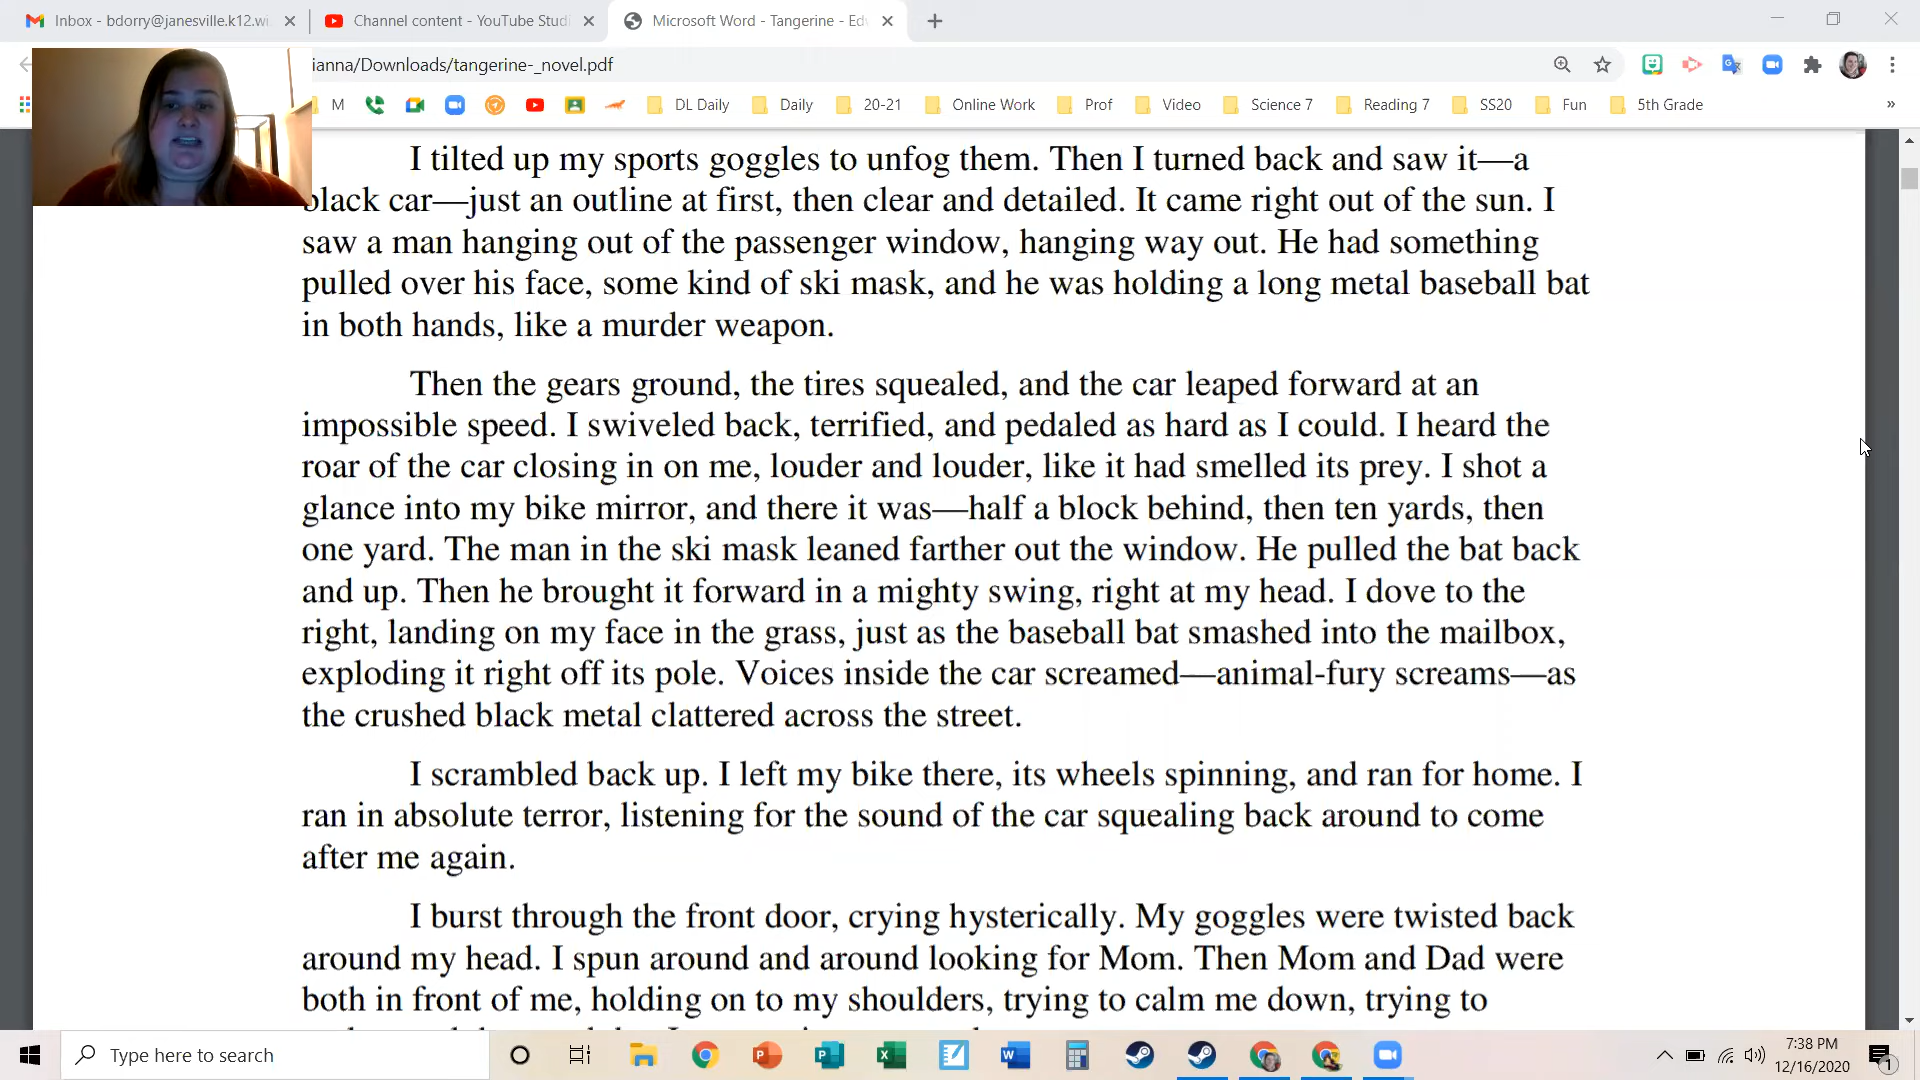 Inbox - bdorry@janesville.k12.wi
Channel content - YouTube Studi
Microsoft Word - Tangerine - Edw
ianna/Downloads/tangerine-_novel.pdf
M
DL Daily
Daily
20-21
Online Work
Prof
Video
Science 7
Reading 7
SS20
Fun
5th Grade
»
I tilted up my sports goggles to unfog them. Then I turned back and saw it—a
black car—just an outline at first, then clear and detailed. It came right out of the sun. I
saw a man hanging out of the passenger window, hanging way out. He had something
pulled over his face, some kind of ski mask, and he was holding a long metal baseball bat
in both hands, like a murder weapon.
Then the gears ground, the tires squealed, and the car leaped forward at an
impossible speed. I swiveled back, terrified, and pedaled as hard as I could. I heard the
roar of the car closing in on me, louder and louder, like it had smelled its prey. I shot a
glance into my bike mirror, and there it was—half a block behind, then ten yards, then
one yard. The man in the ski mask leaned farther out the window. He pulled the bat back
and up. Then he brought it forward in a mighty swing, right at my head. I dove to the
right, landing on my face in the grass, just as the baseball bat smashed into the mailbox,
exploding it right off its pole. Voices inside the car screamed—animal-fury screams—as
the crushed black metal clattered across the street.
I scrambled back up. I left my bike there, its wheels spinning, and ran for home. I
ran in absolute terror, listening for the sound of the car squealing back around to come
after me again.
I burst through the front door, crying hysterically. My goggles were twisted back
around my head. I spun around and around looking for Mom. Then Mom and Dad were
both in front of me, holding on to my shoulders, trying to calm me down, trying to
Type here to search
7:38 PM
12/16/2020
1